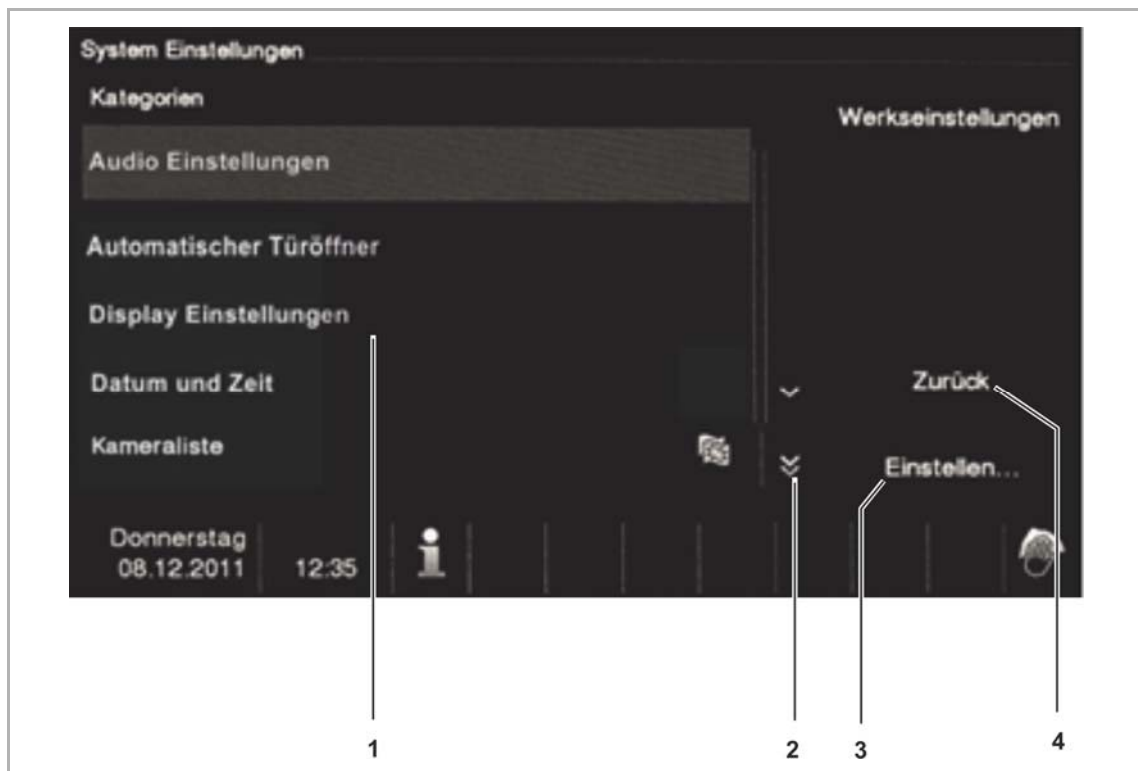 System Einstellungen
Kategorien
Werkseinstellungen
Audio Einstellungen
Automatischer Türöffner
Display Einstellungen
Datum und Zeit
Zurück
Kameraliste
Einstellen...
Donnerstag
08.12.2011 12:35
1 2 3 4